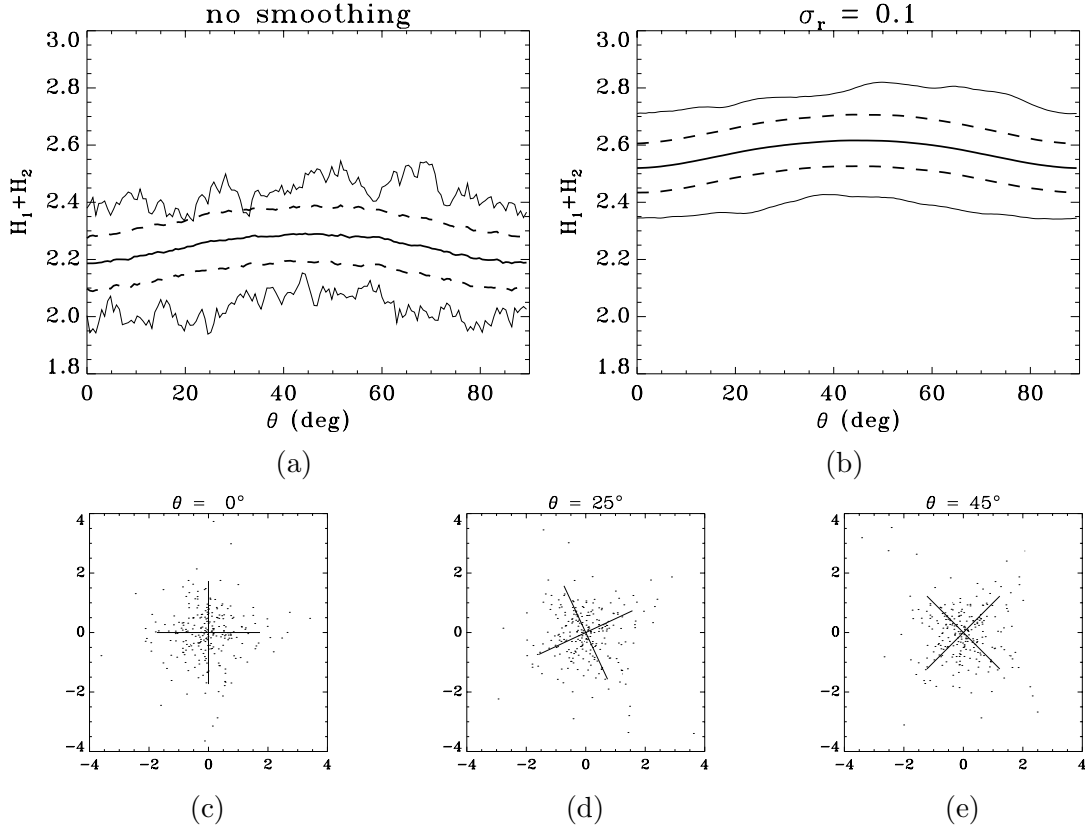 no smoothing
3.0
2.8
2.6
2.4
2.2
2.0
1.8
H₁+H₂
0 20 40 60 80
θ (deg)
(a)
σᵣ = 0.1
3.0
2.8
2.6
2.4
2.2
2.0
1.8
H₁+H₂
0 20 40 60 80
θ (deg)
(b)
θ = 0°
4
2
0
−2
−4
−4 −2 0 2 4
(c)
θ = 25°
4
2
0
−2
−4
−4 −2 0 2 4
(d)
θ = 45°
4
2
0
−2
−4
−4 −2 0 2 4
(e)